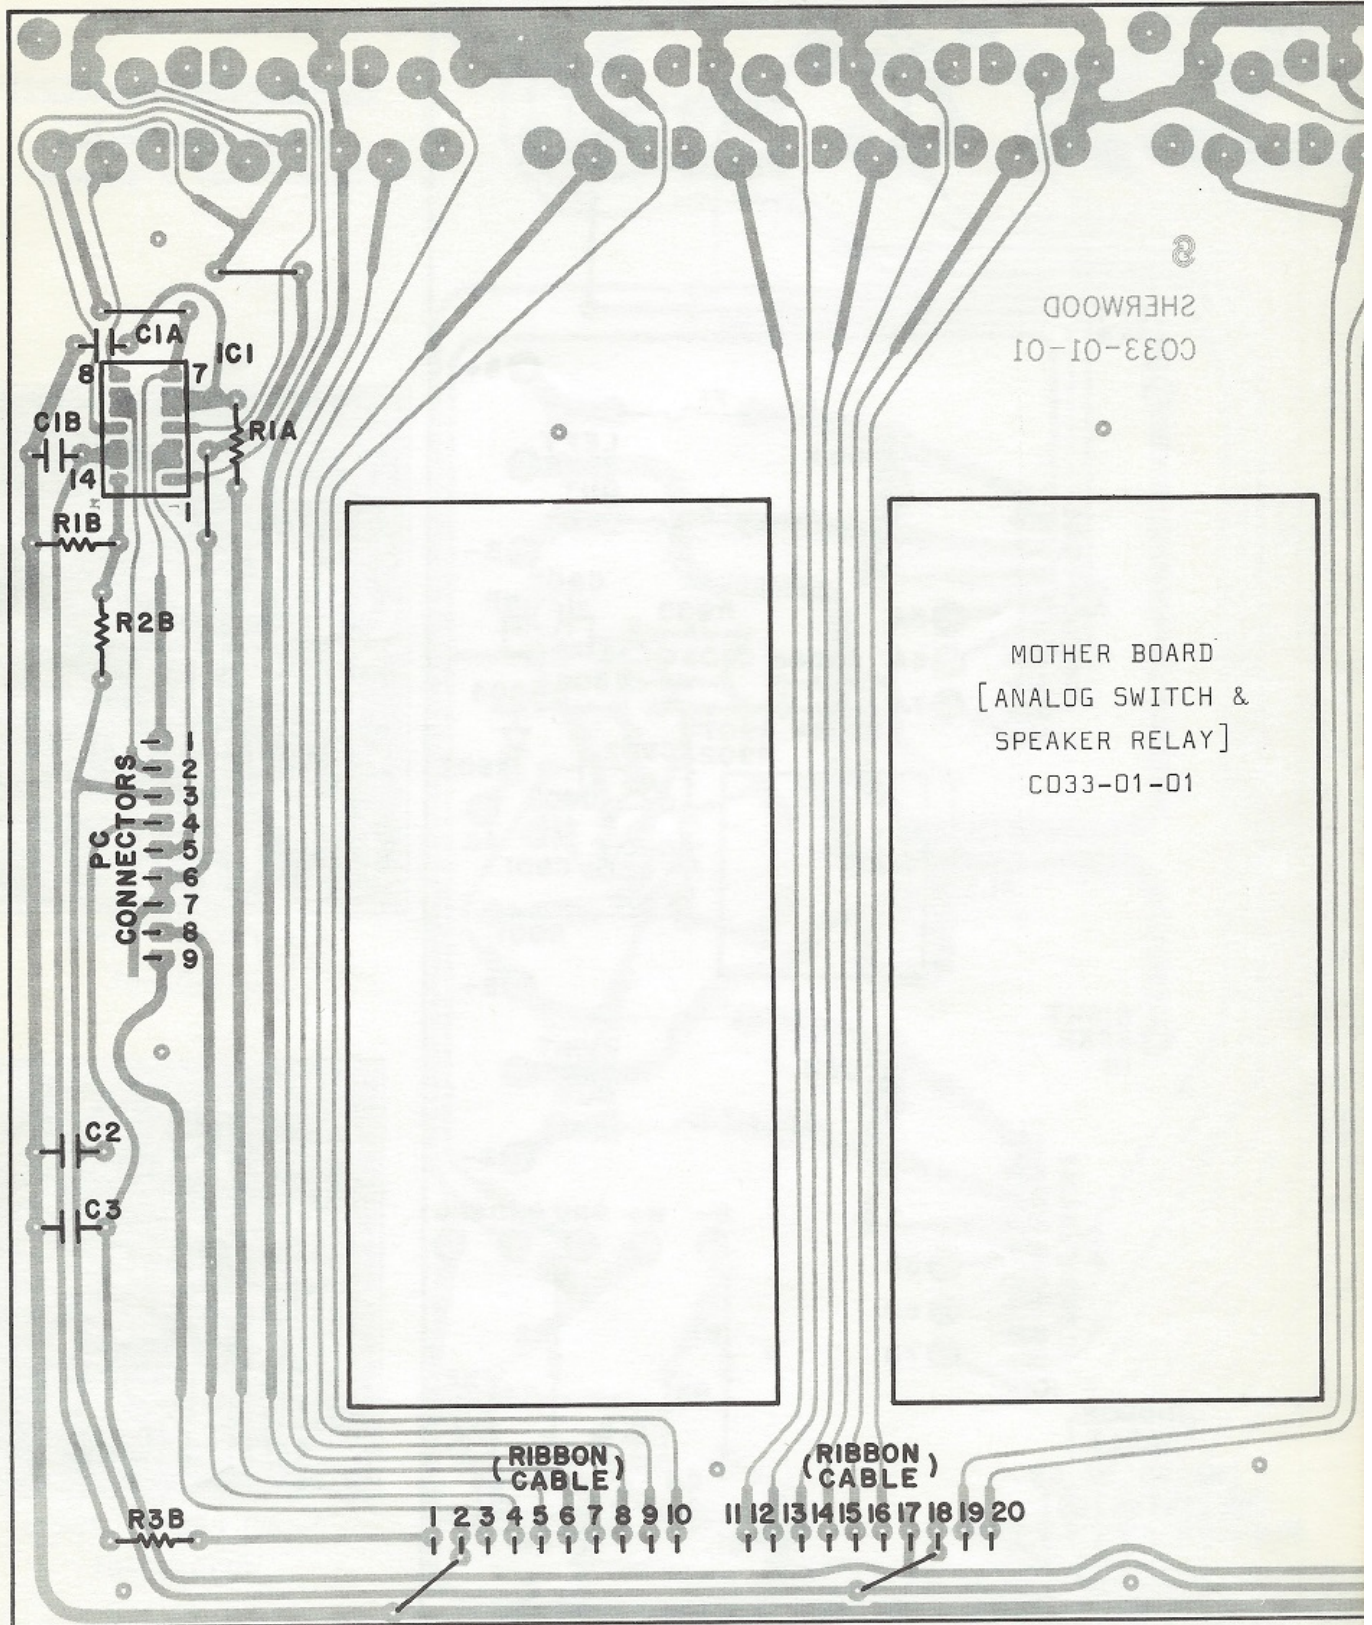 SHERWOOD
C033-01-01
C1A
IC1
8
7
C1B
R1A
14
1
R1B
R2B
MOTHER BOARD
[ANALOG SWITCH &
SPEAKER RELAY]
C033-01-01
PC
CONNECTORS
1
2
3
4
5
6
7
8
9
C2
C3
(RIBBON
CABLE)
(RIBBON
CABLE)
R3B
1 2 3 4 5 6 7 8 9 10
11 12 13 14 15 16 17 18 19 20